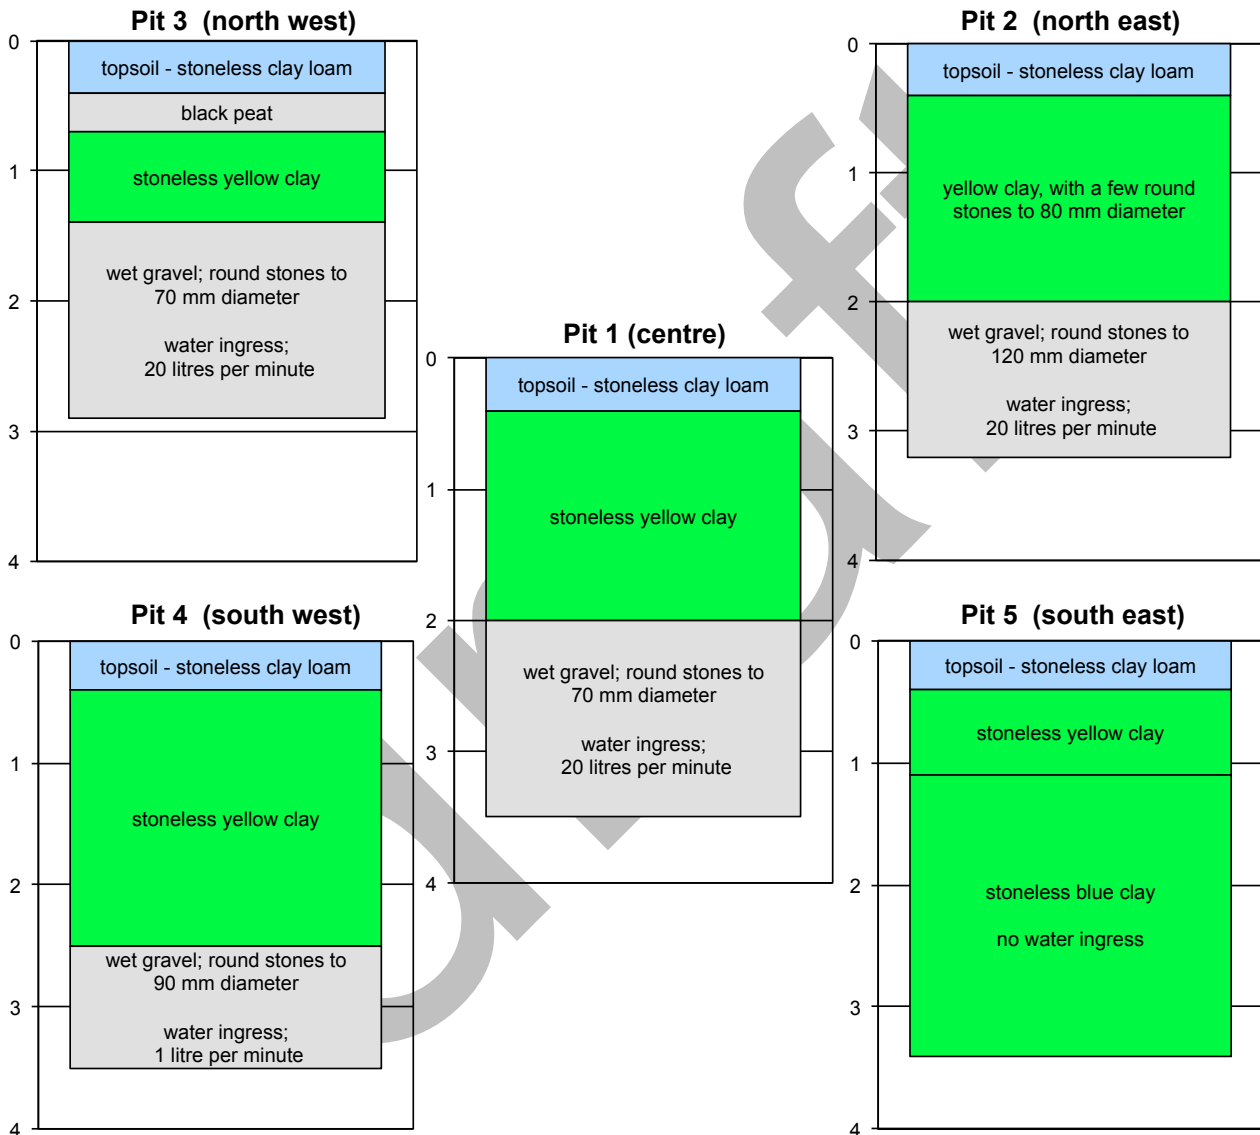 Pit 3  (north west)
0
topsoil - stoneless clay loam
black peat
1
stoneless yellow clay
wet gravel; round stones to
70 mm diameter
2
water ingress;
20 litres per minute
3
4
Pit 2  (north east)
0
topsoil - stoneless clay loam
1
yellow clay, with a few round
stones to 80 mm diameter
2
wet gravel; round stones to
120 mm diameter
water ingress;
20 litres per minute
3
4
Pit 1 (centre)
0
topsoil - stoneless clay loam
1
stoneless yellow clay
2
wet gravel; round stones to
70 mm diameter
water ingress;
20 litres per minute
3
4
Pit 4  (south west)
0
topsoil - stoneless clay loam
1
stoneless yellow clay
2
wet gravel; round stones to
90 mm diameter
3
water ingress;
1 litre per minute
4
Pit 5  (south east)
0
topsoil - stoneless clay loam
stoneless yellow clay
1
2
stoneless blue clay
no water ingress
3
4
draft